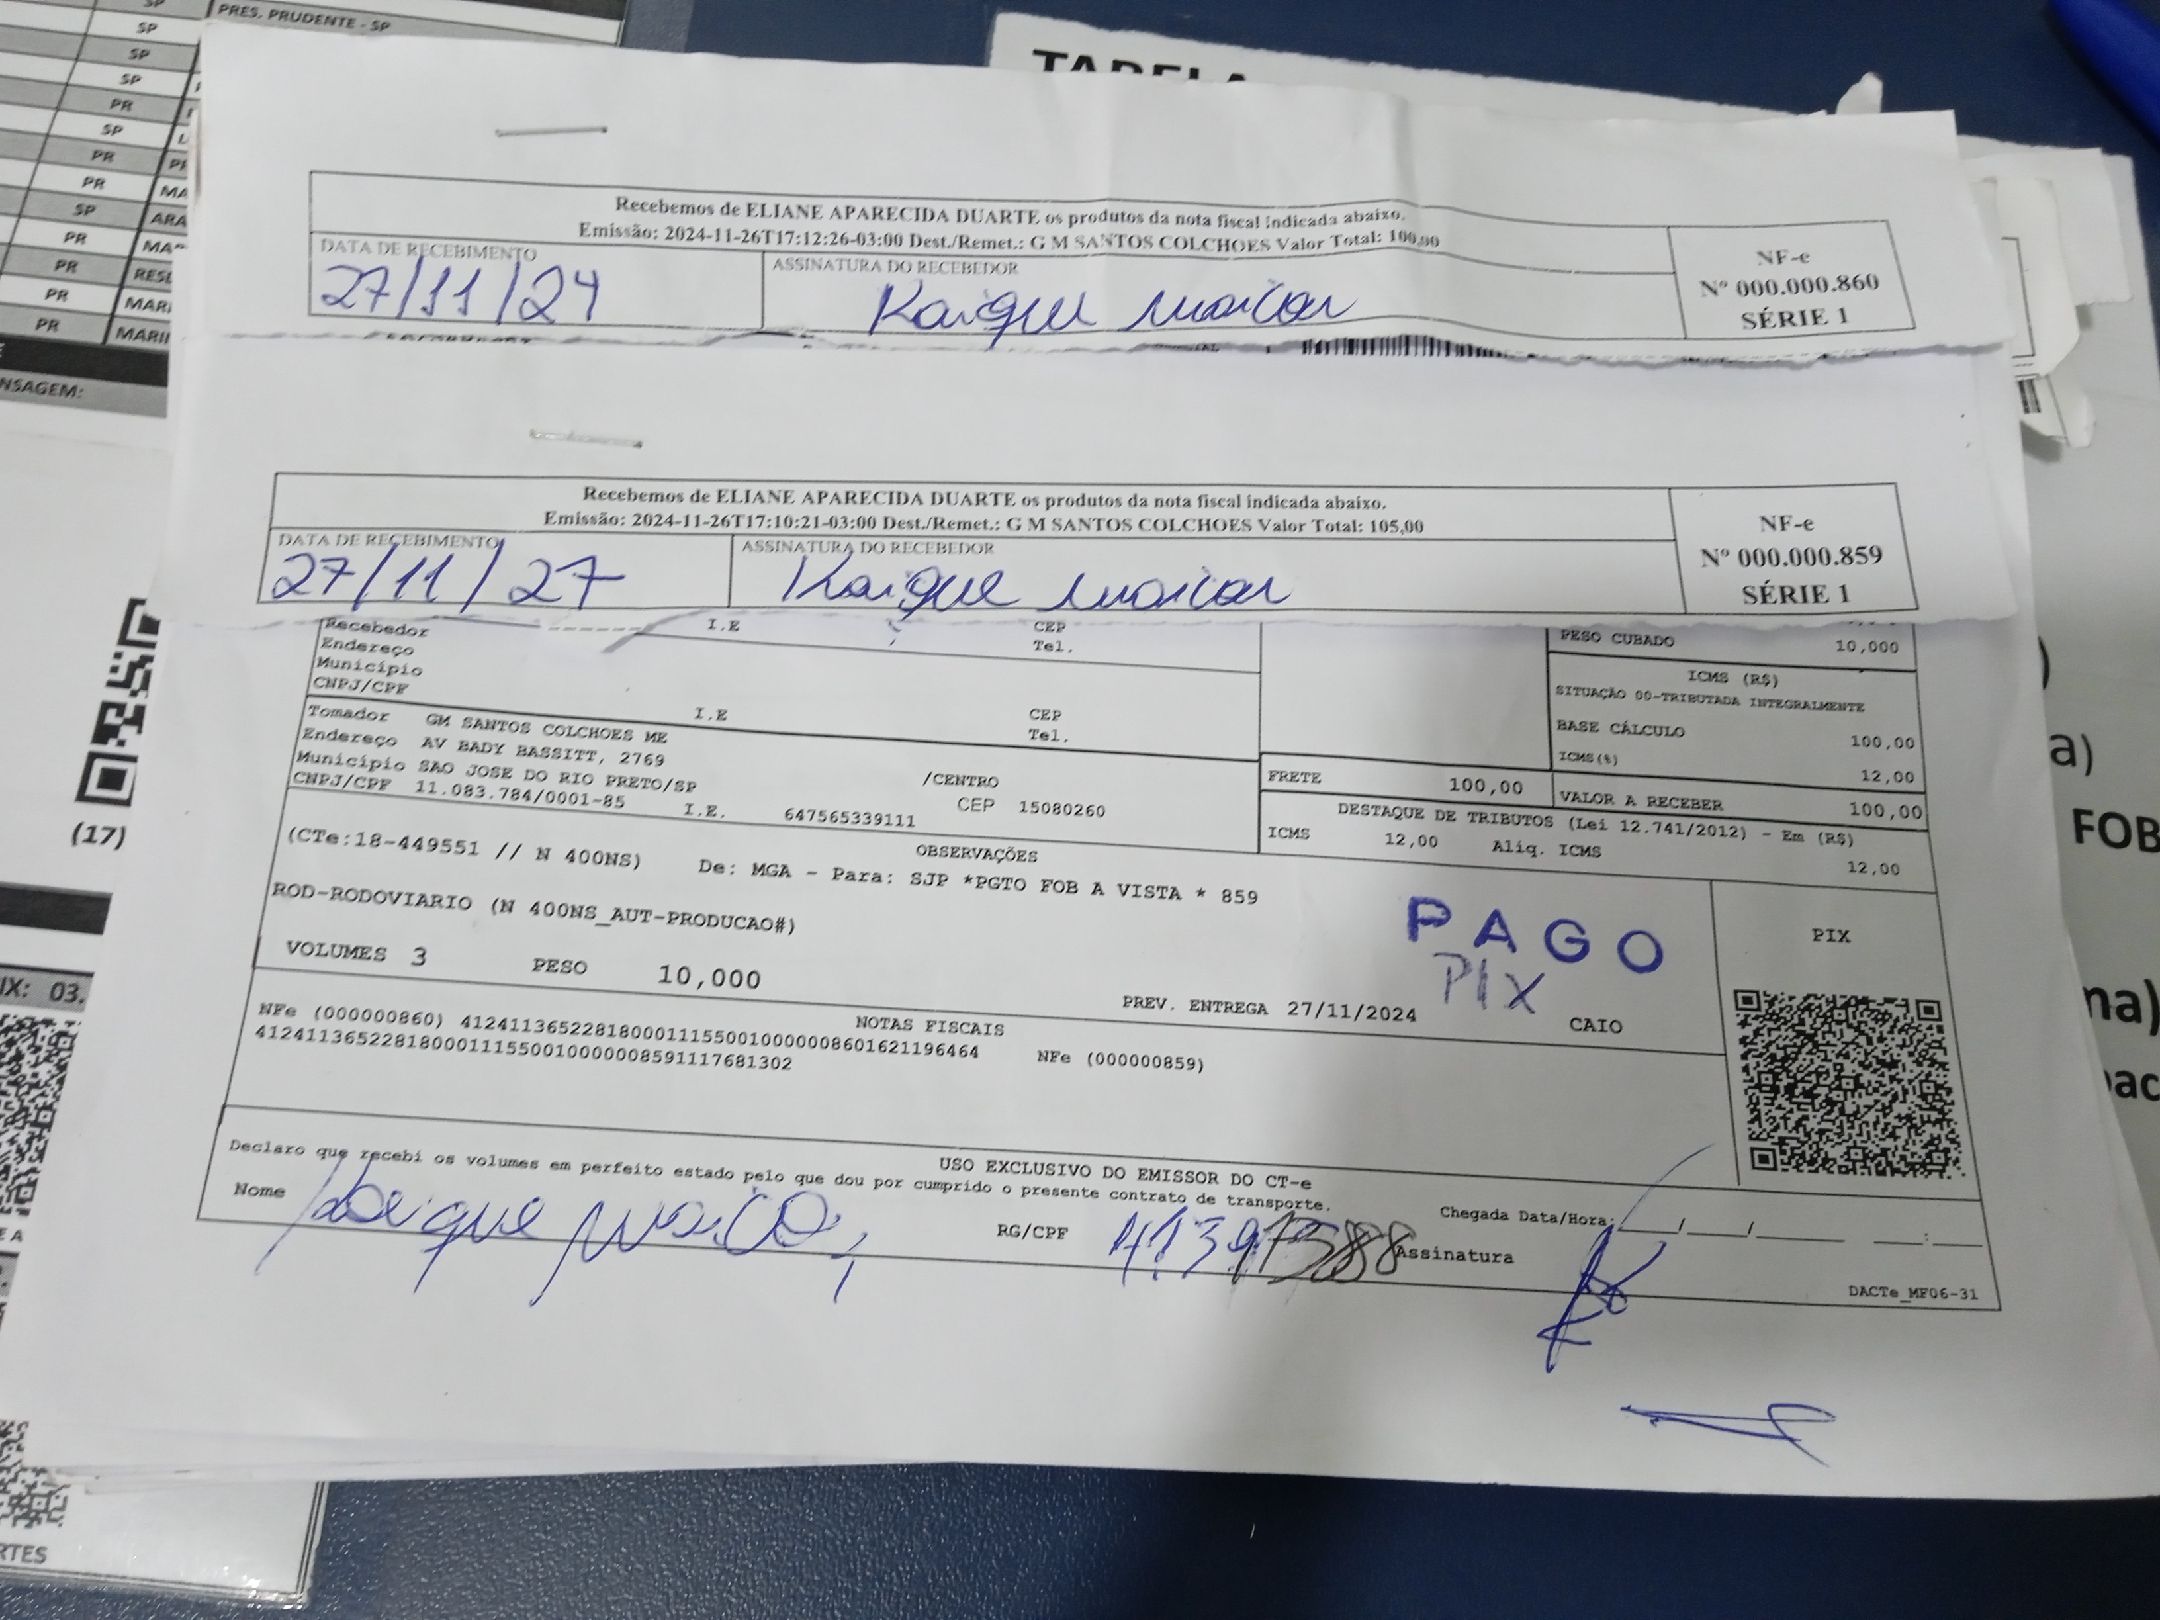 PRES. PRUDENTE - SP
SP
SP
SP
SP
PR
SP
PR
PR
SP
PR
PR
PR
PR
TABELA
Recebemos de ELIANE APARECIDA DUARTE os produtos da nota fiscal indicada abaixo.
Emissão: 2024-11-26T17:12:26-03:00 Dest./Remet.: G M SANTOS COLCHOES Valor Total: 100,00
DATA DE RECEBIMENTO
ASSINATURA DO RECEBEDOR
27/11/24
Kaique
NF-e
Nº 000.000.860
SÉRIE 1
Recebemos de ELIANE APARECIDA DUARTE os produtos da nota fiscal indicada abaixo.
Emissão: 2024-11-26T17:10:21-03:00 Dest./Remet.: G M SANTOS COLCHOES Valor Total: 105,00
DATA DE RECEBIMENTO
ASSINATURA DO RECEBEDOR
27/11/27
Kaique
NF-e
Nº 000.000.859
SÉRIE 1
Recebedor I.E CEP
Endereço Tel.
Município
CNPJ/CPF I.E CEP
Tel.
Tomador GM SANTOS COLCHOES ME
Endereço AV BADY BASSITT, 2769
Município SAO JOSE DO RIO PRETO/SP /CENTRO
CNPJ/CPF 11.083.784/0001-85 I.E. 647565339111 CEP 15080260
PESO CUBADO 10,000
ICMS (R$)
SITUAÇÃO 00-TRIBUTADA INTEGRALMENTE
BASE CÁLCULO 100,00
ICMS(%) 12,00
FRETE 100,00 VALOR A RECEBER 100,00
DESTAQUE DE TRIBUTOS (Lei 12.741/2012) - Em (R$)
ICMS 12,00 Aliq. ICMS 12,00
OBSERVAÇÕES
(CTe:18-449551 // N 400NS) De: MGA - Para: SJP *PGTO FOB A VISTA * 859
ROD-RODOVIARIO (N 400NS_AUT-PRODUCAO#)
PAGO
PIX
PIX
VOLUMES 3 PESO 10,000
PREV. ENTREGA 27/11/2024 CAIO
NOTAS FISCAIS
NFe (000000860) 41241136522818000111550010000008601621196464 NFe (000000859)
41241136522818000111550010000008591117681302
USO EXCLUSIVO DO EMISSOR DO CT-e
Declaro que recebi os volumes em perfeito estado pelo que dou por cumprido o presente contrato de transporte.
Nome Kaique
RG/CPF
Chegada Data/Hora: ___/___/_____ ___:___
Assinatura
DACTe_MF06-31
NSAGEM:
(17)
IX: 03.
FOB